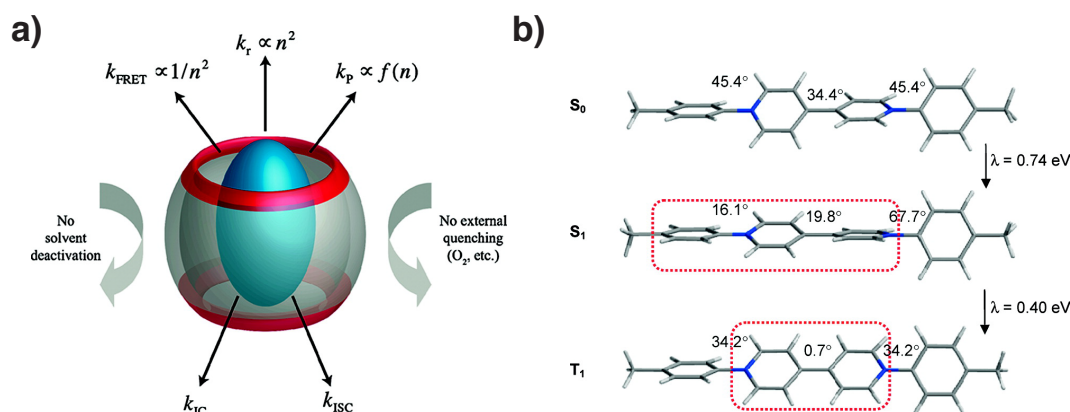 a)
k_r ∝ n²
k_FRET ∝ 1/n²
k_P ∝ f(n)
No
solvent
deactivation
No external
quenching
(O₂, etc.)
k_IC
k_ISC
b)
45.4°
34.4°
45.4°
S₀
λ = 0.74 eV
16.1°
19.8°
67.7°
S₁
λ = 0.40 eV
34.2°
0.7°
34.2°
T₁